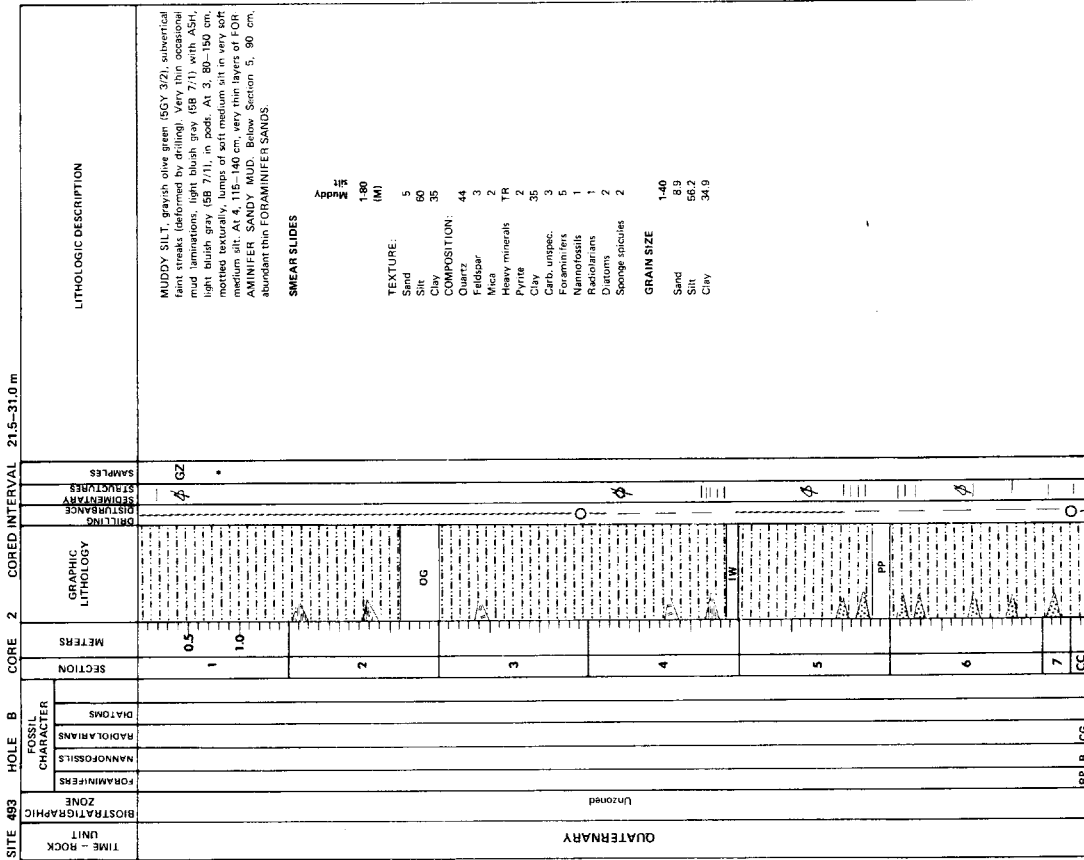 SITE 493 HOLE B CORE 2 CORED INTERVAL 21.5–31.0 m
TIME – ROCK
UNIT
BIOSTRATIGRAPHIC
ZONE
FOSSIL
CHARACTER
FORAMINIFERS
NANNOFOSSILS
RADIOLARIANS
DIATOMS
SECTION
METERS
GRAPHIC
LITHOLOGY
DRILLING
DISTURBANCE
SEDIMENTARY
STRUCTURES
SAMPLES
LITHOLOGIC DESCRIPTION
QUATERNARY
Unzoned
RP B CG
1
0.5
1.0
2
3
4
5
6
7
CC
OG
IW
PP
GZ
*
MUDDY SILT, grayish olive green (5GY 3/2), subvertical
faint streaks (deformed by drilling). Very thin occasional
mud laminations, light bluish gray (5B 7/1) with ASH,
light bluish gray (5B 7/1), in pods. At 3, 80–150 cm,
mottled texturally, lumps of soft medium silt in very soft
medium silt. At 4, 115–140 cm, very thin layers of FOR-
AMINIFER SANDY MUD. Below Section 5, 90 cm,
abundant thin FORAMINIFER SANDS.
SMEAR SLIDES
Muddy
silt
1-80
(M)
TEXTURE:
Sand 5
Silt 60
Clay 35
COMPOSITION:
Quartz 44
Feldspar 3
Mica 2
Heavy minerals TR
Pyrite 2
Clay 35
Carb. unspec. 3
Foraminifers 5
Nannofossils 1
Radiolarians 1
Diatoms 2
Sponge spicules 2
GRAIN SIZE
1-40
Sand 8.9
Silt 56.2
Clay 34.9